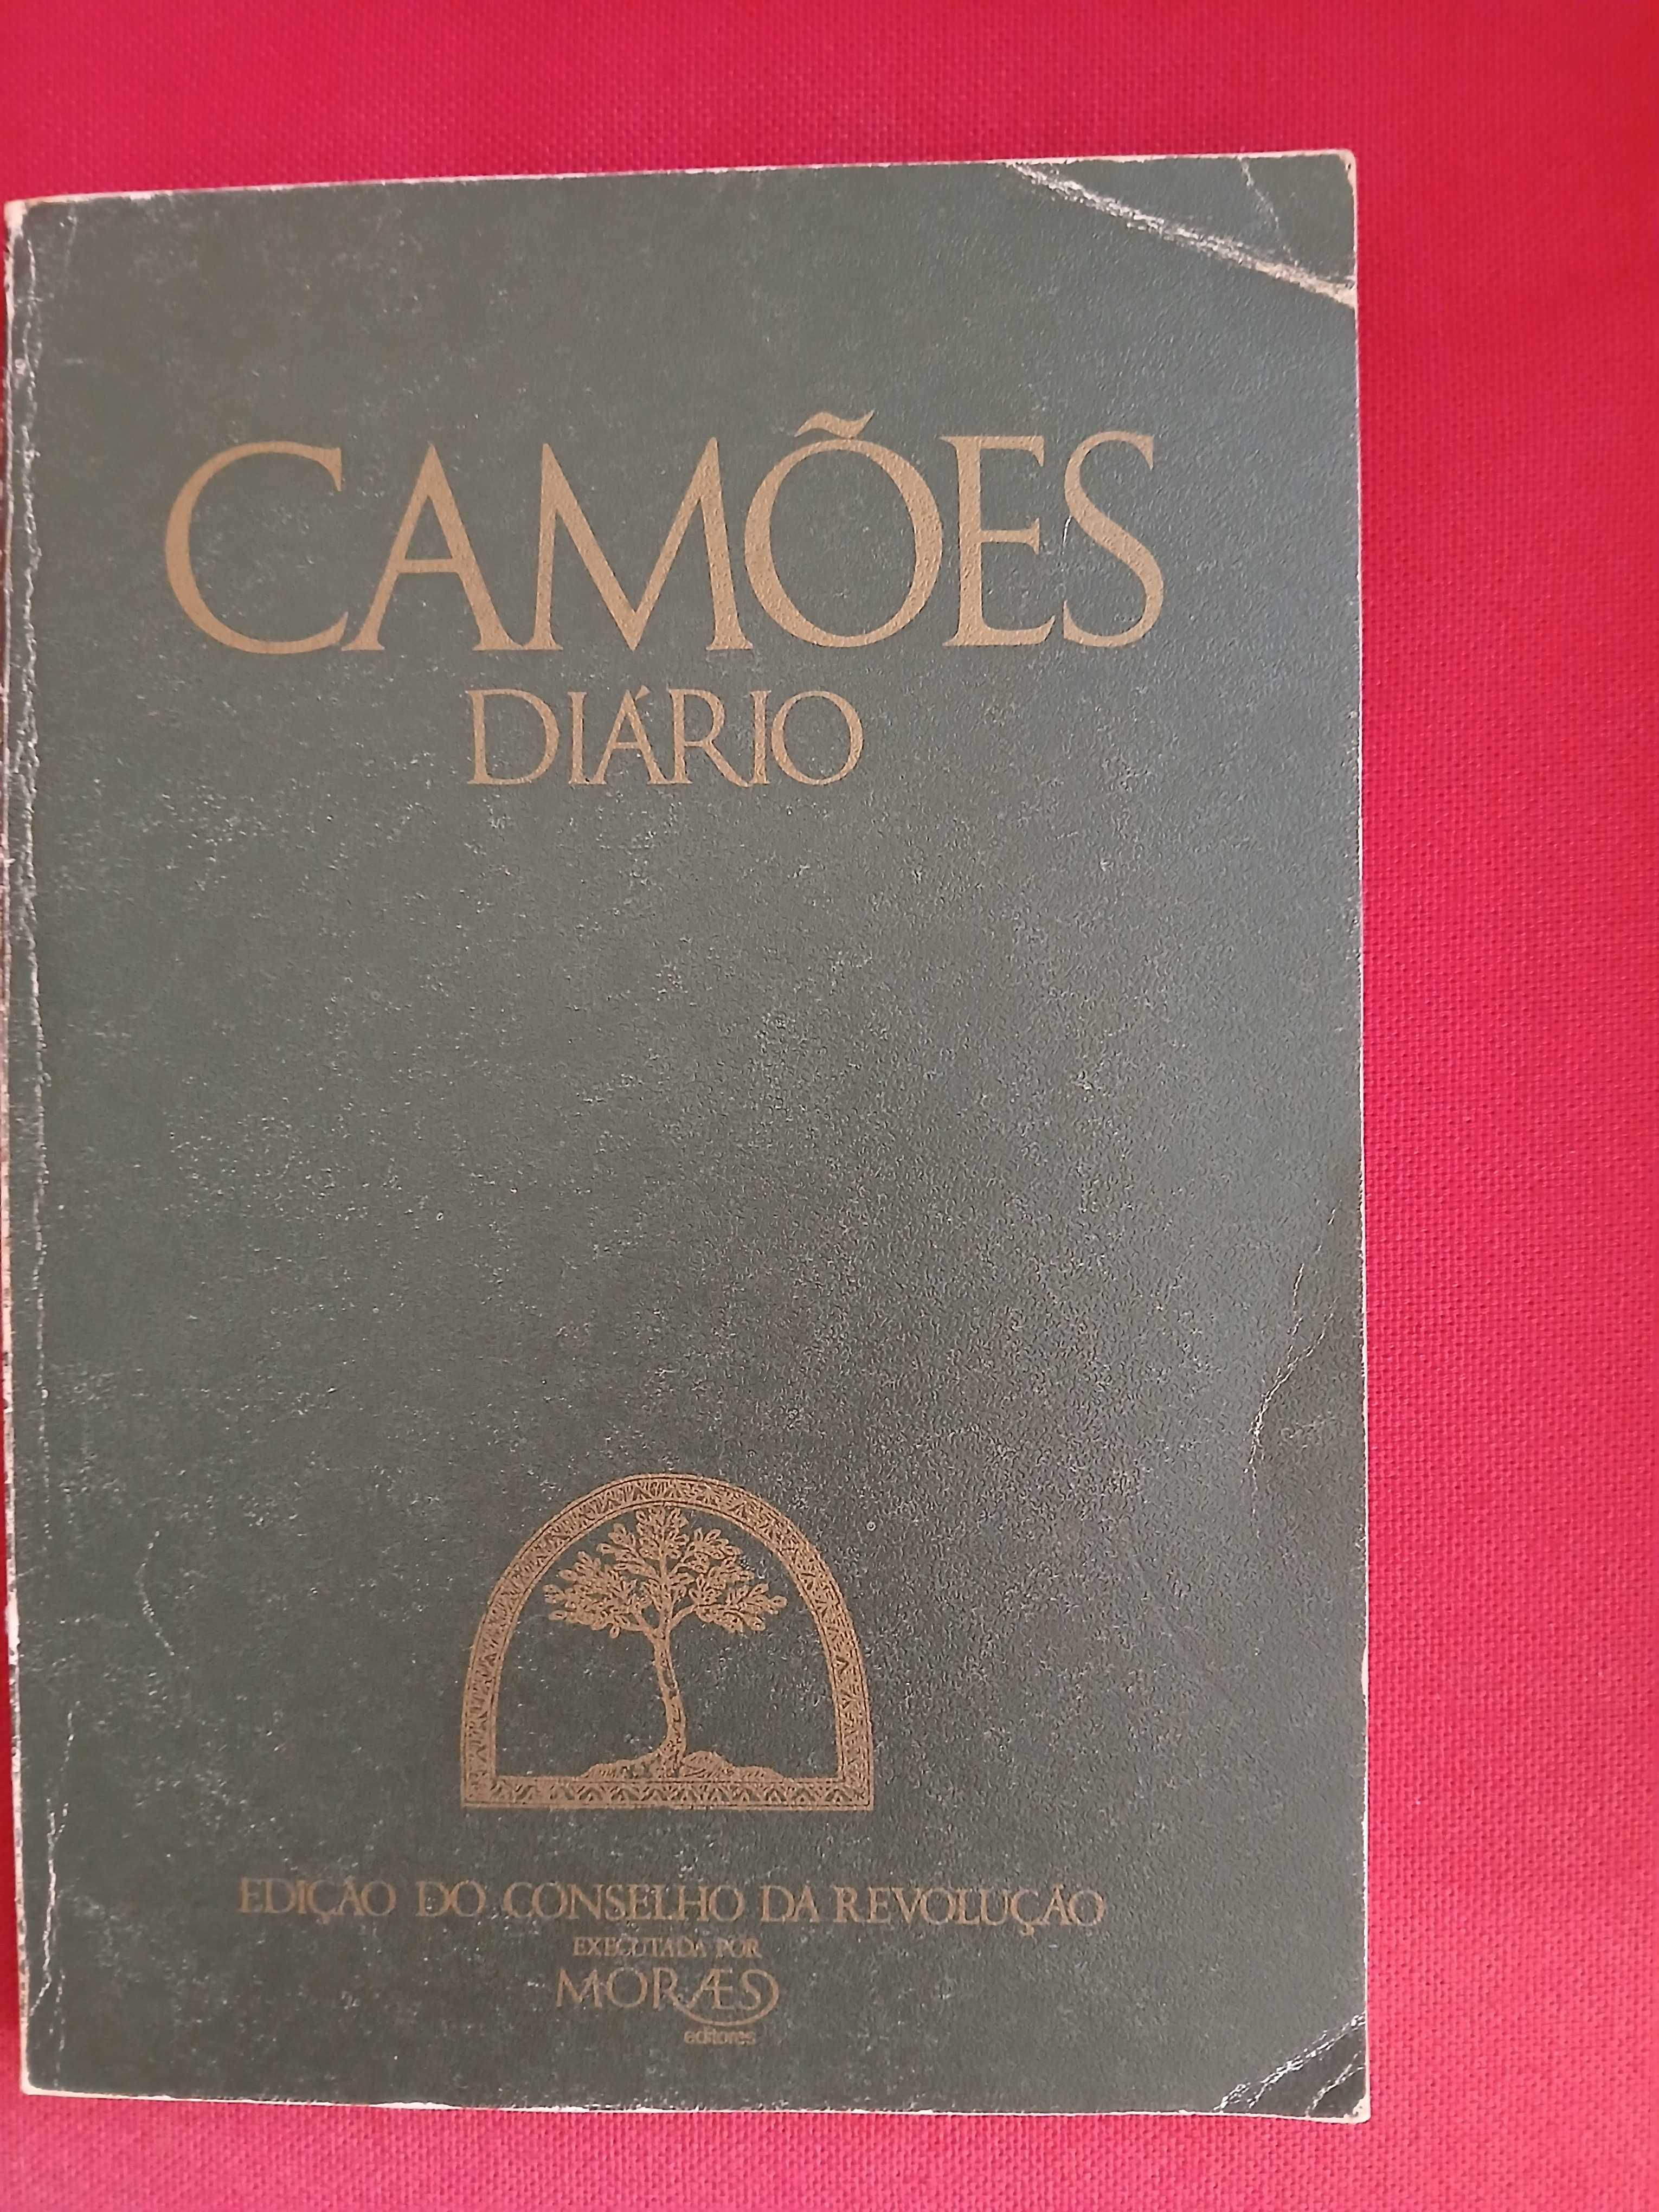 CAMÕES
DIÁRIO
EDIÇÃO DO CONSELHO DA REVOLUÇÃO
EXECUTADA POR
MORÆS
editores